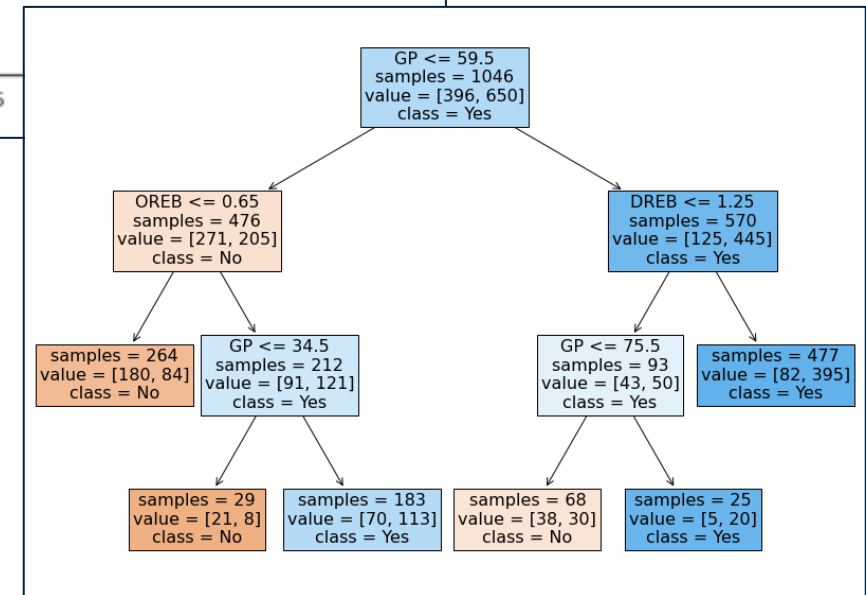 GP <= 59.5
samples = 1046
value = [396, 650]
class = Yes
OREB <= 0.65
samples = 476
value = [271, 205]
class = No
DREB <= 1.25
samples = 570
value = [125, 445]
class = Yes
samples = 264
value = [180, 84]
class = No
GP <= 34.5
samples = 212
value = [91, 121]
class = Yes
GP <= 75.5
samples = 93
value = [43, 50]
class = Yes
samples = 477
value = [82, 395]
class = Yes
samples = 29
value = [21, 8]
class = No
samples = 183
value = [70, 113]
class = Yes
samples = 68
value = [38, 30]
class = No
samples = 25
value = [5, 20]
class = Yes